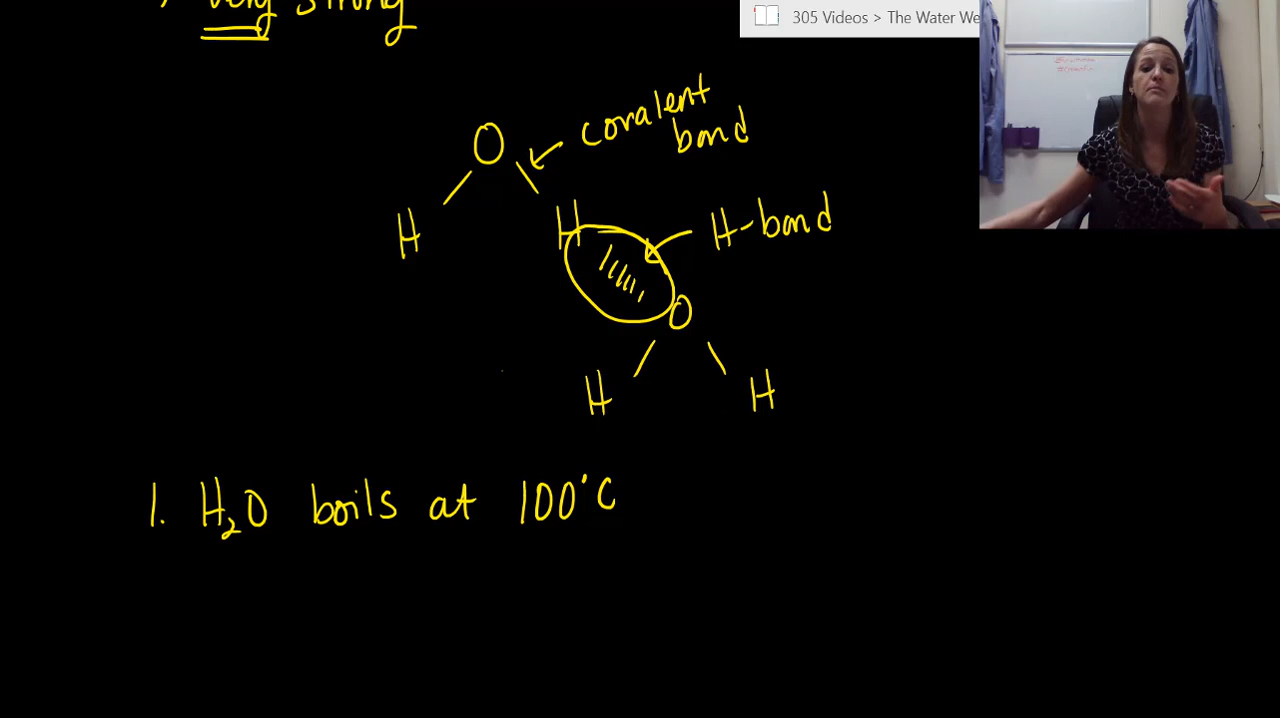 very strong
305 Videos > The Water We
O
covalent
bond
H
H
H-bond
O
H
H
1. H₂O boils at 100°C